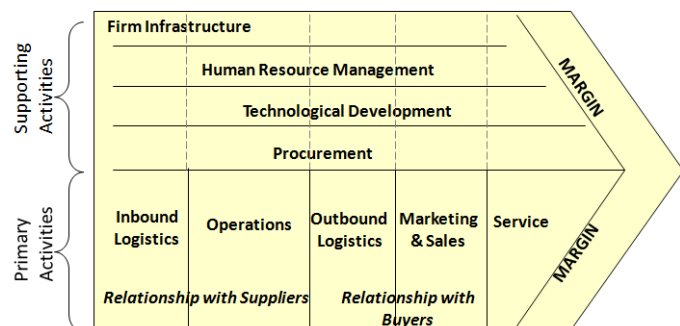 Supporting
Activities
Firm Infrastructure
Human Resource Management
Technological Development
Procurement
MARGIN
Primary
Activities
Inbound
Logistics
Operations
Outbound
Logistics
Marketing
& Sales
Service
MARGIN
Relationship with Suppliers
Relationship with
Buyers